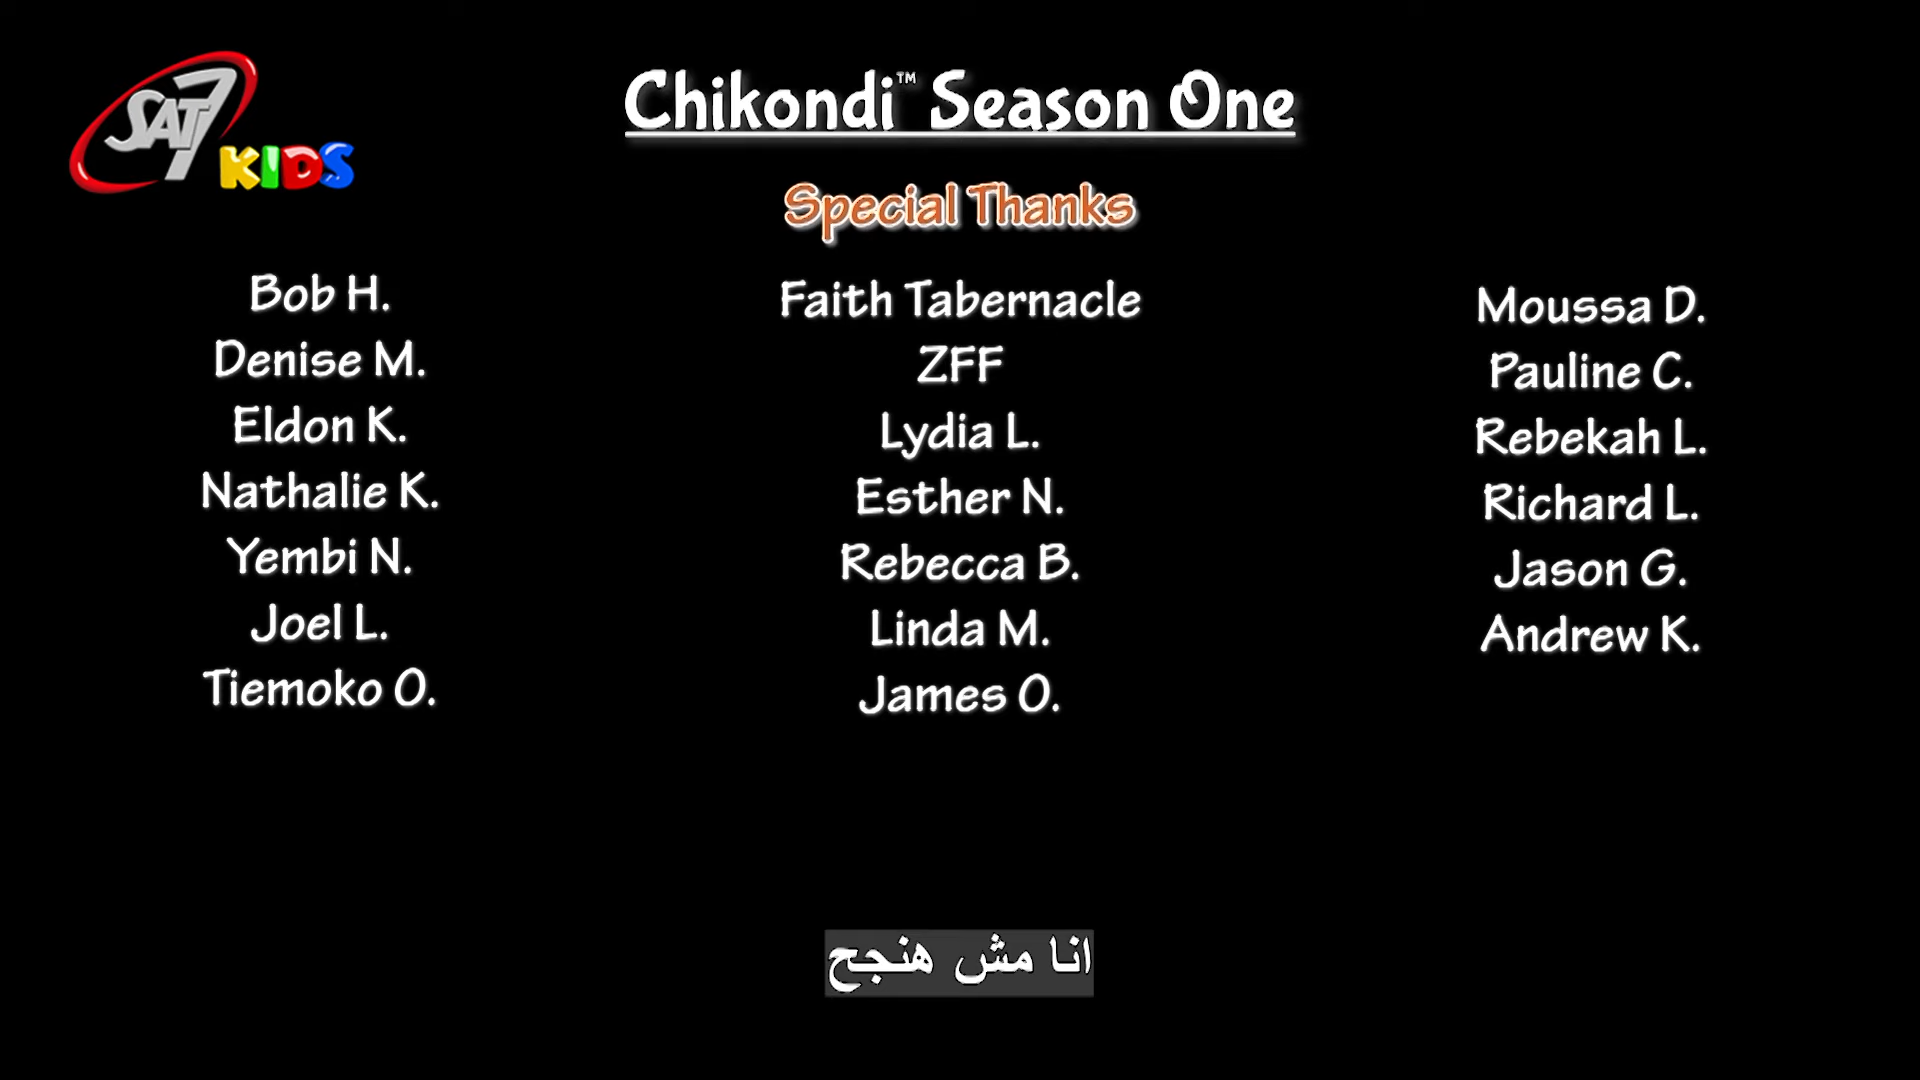 SAT7
KIDS
Chikondi™ Season One
Special Thanks
Bob H.
Denise M.
Eldon K.
Nathalie K.
Yembi N.
Joel L.
Tiemoko O.
Faith Tabernacle
ZFF
Lydia L.
Esther N.
Rebecca B.
Linda M.
James O.
Moussa D.
Pauline C.
Rebekah L.
Richard L.
Jason G.
Andrew K.
انا مش هنجح